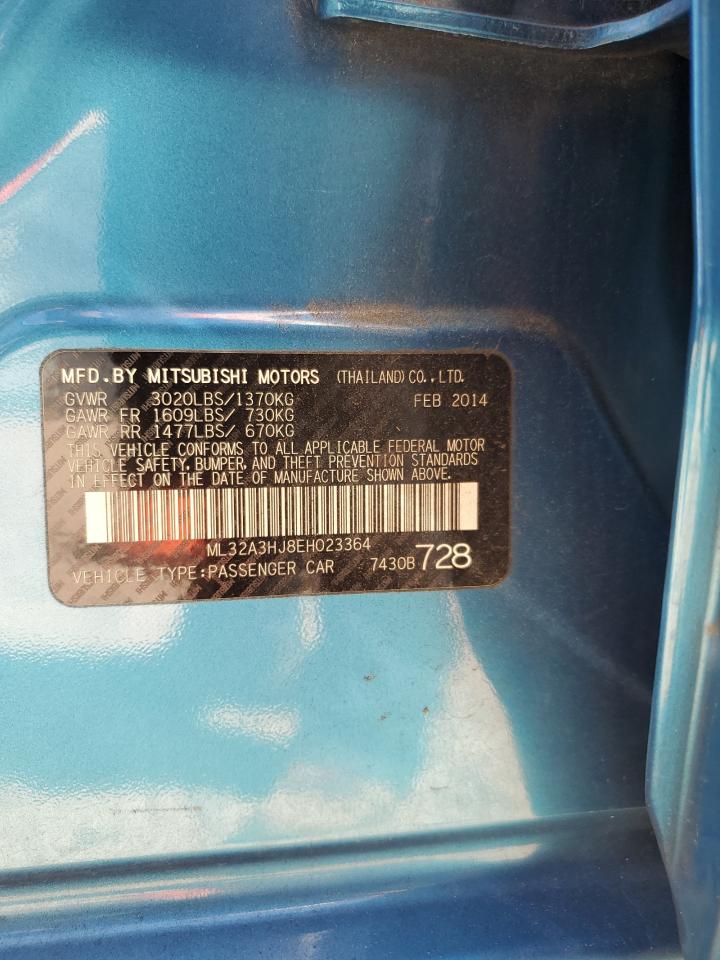 MFD.BY MITSUBISHI MOTORS (THAILAND) CO.,LTD.
GVWR 3020LBS/1370KG FEB 2014
GAWR FR 1609LBS/ 730KG
GAWR RR 1477LBS/ 670KG
THIS VEHICLE CONFORMS TO ALL APPLICABLE FEDERAL MOTOR
VEHICLE SAFETY, BUMPER, AND THEFT PREVENTION STANDARDS
IN EFFECT ON THE DATE OF MANUFACTURE SHOWN ABOVE.
ML32A3HJ8EH023364
VEHICLE TYPE:PASSENGER CAR 7430B 728